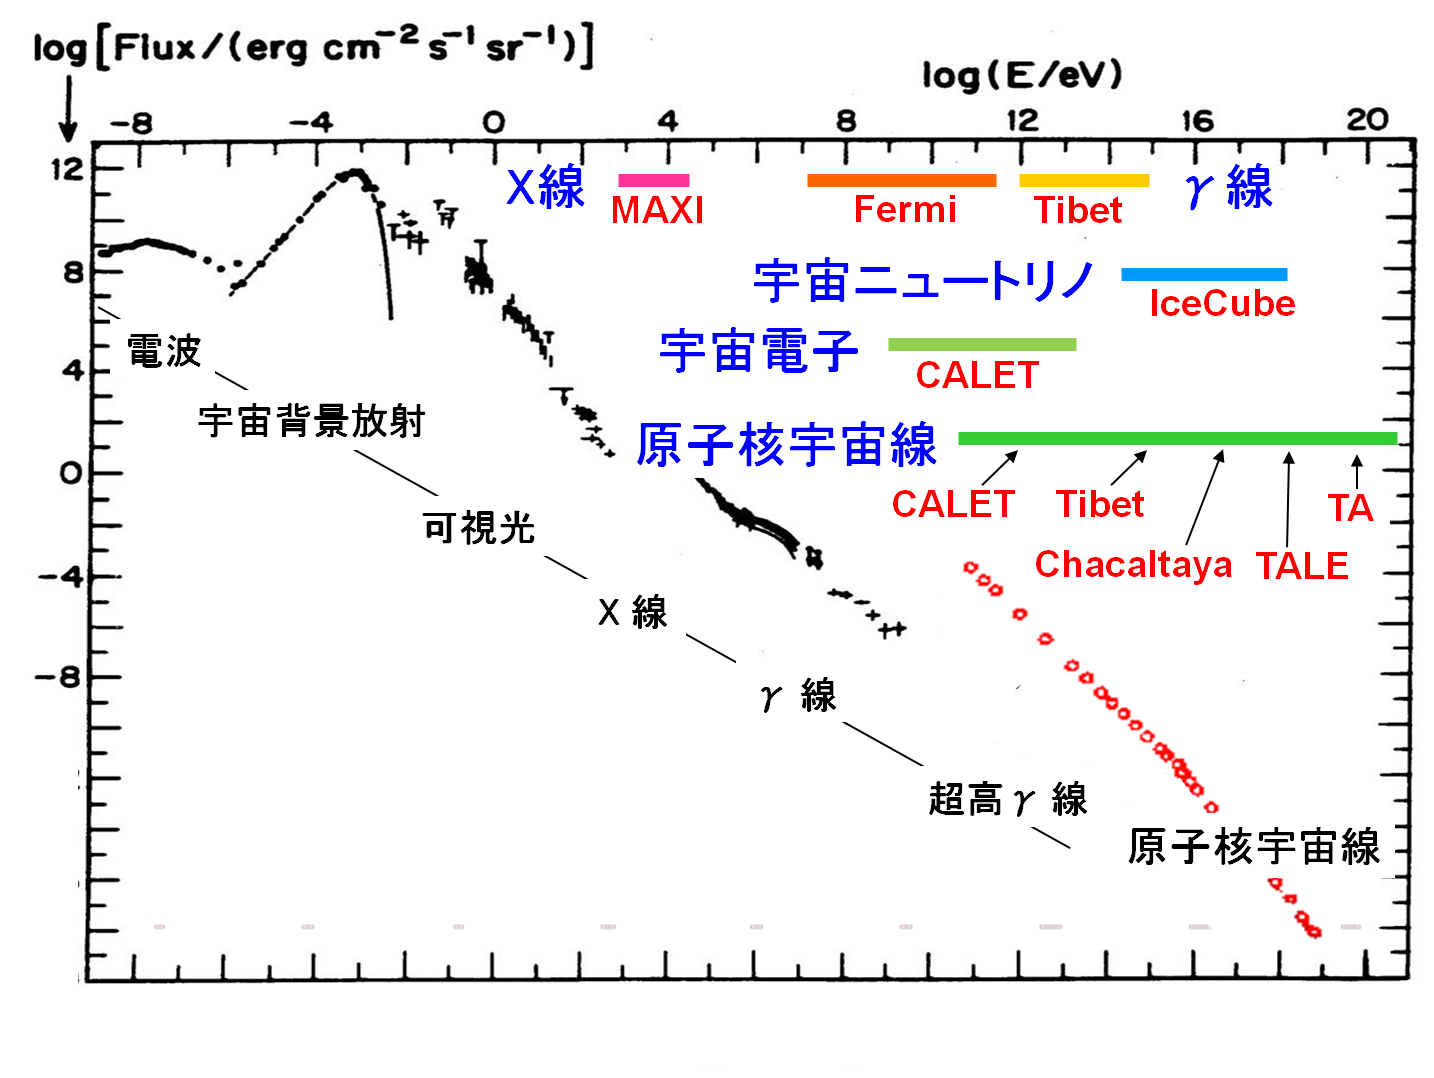 log[Flux/(erg cm−2 s−1 sr−1)]
log(E/eV)
−8 −4 0 4 8 12 16 20
12
8
4
0
−4
−8
X線 MAXI Fermi Tibet γ線
宇宙ニュートリノ IceCube
宇宙電子 CALET
原子核宇宙線
CALET Tibet TA
Chacaltaya TALE
電波
宇宙背景放射
可視光
X 線
γ 線
超高γ 線
原子核宇宙線